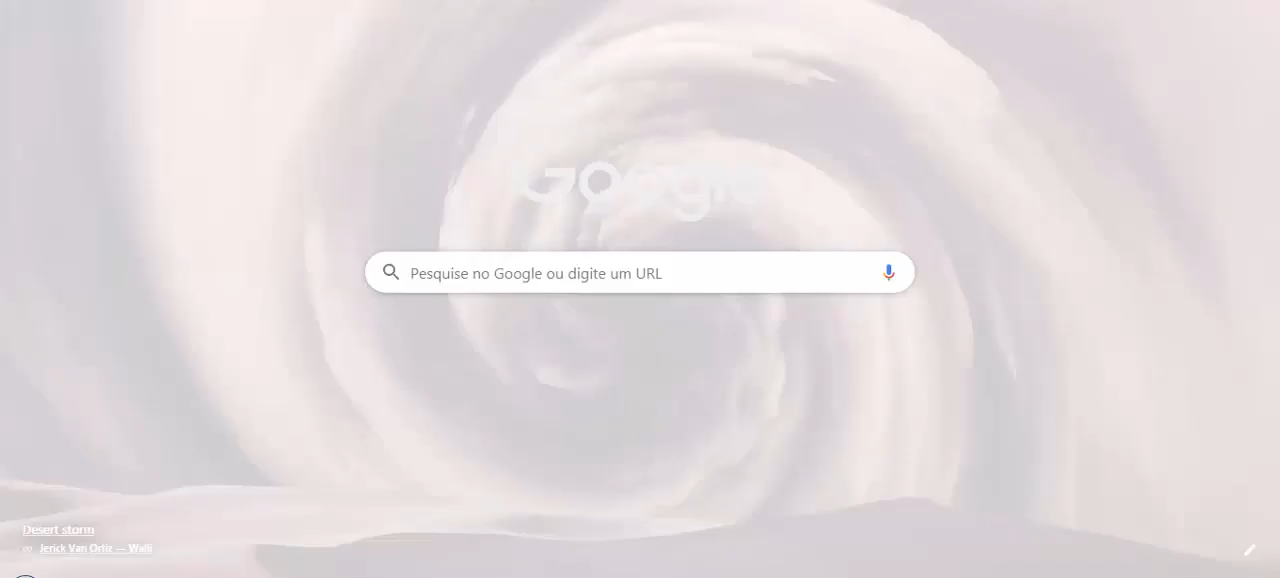 Google
Pesquise no Google ou digite um URL
Desert storm
Jerick Van Ortiz — Walli